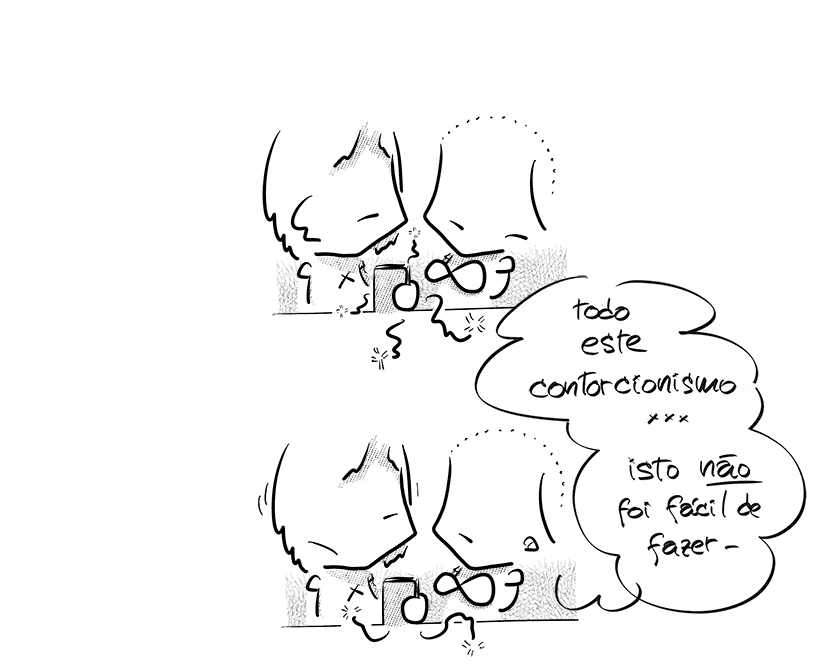 todo
este
contorcionismo
×××
isto não
foi fácil de
fazer-